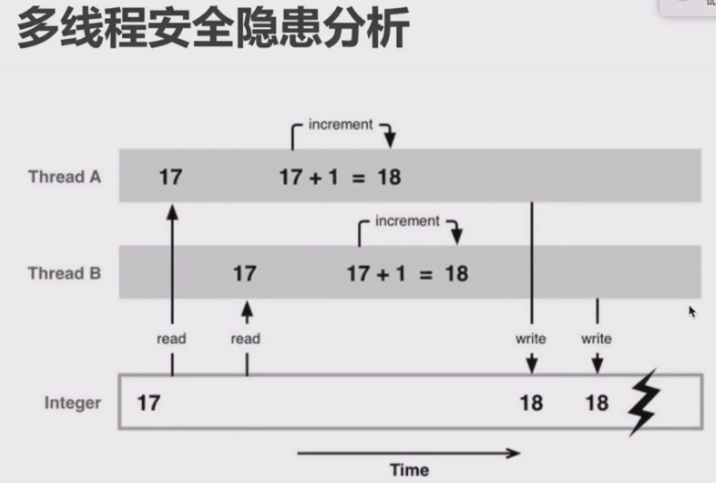 多线程安全隐患分析
increment
Thread A 17 17 + 1 = 18
increment
Thread B 17 17 + 1 = 18
read read write write
Integer 17 18 18
Time